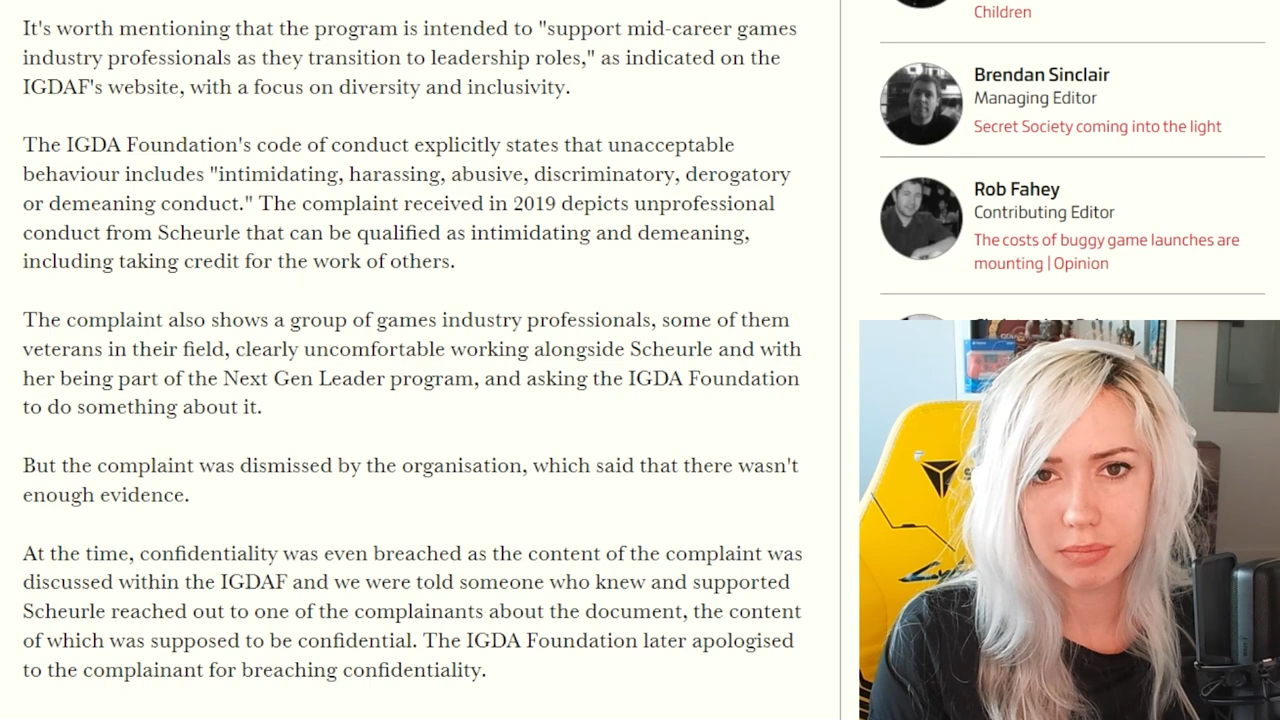 It's worth mentioning that the program is intended to "support mid-career games
industry professionals as they transition to leadership roles," as indicated on the
IGDAF's website, with a focus on diversity and inclusivity.
The IGDA Foundation's code of conduct explicitly states that unacceptable
behaviour includes "intimidating, harassing, abusive, discriminatory, derogatory
or demeaning conduct." The complaint received in 2019 depicts unprofessional
conduct from Scheurle that can be qualified as intimidating and demeaning,
including taking credit for the work of others.
The complaint also shows a group of games industry professionals, some of them
veterans in their field, clearly uncomfortable working alongside Scheurle and with
her being part of the Next Gen Leader program, and asking the IGDA Foundation
to do something about it.
But the complaint was dismissed by the organisation, which said that there wasn't
enough evidence.
At the time, confidentiality was even breached as the content of the complaint was
discussed within the IGDAF and we were told someone who knew and supported
Scheurle reached out to one of the complainants about the document, the content
of which was supposed to be confidential. The IGDA Foundation later apologised
to the complainant for breaching confidentiality.
Children
Brendan Sinclair
Managing Editor
Secret Society coming into the light
Rob Fahey
Contributing Editor
The costs of buggy game launches are
mounting | Opinion